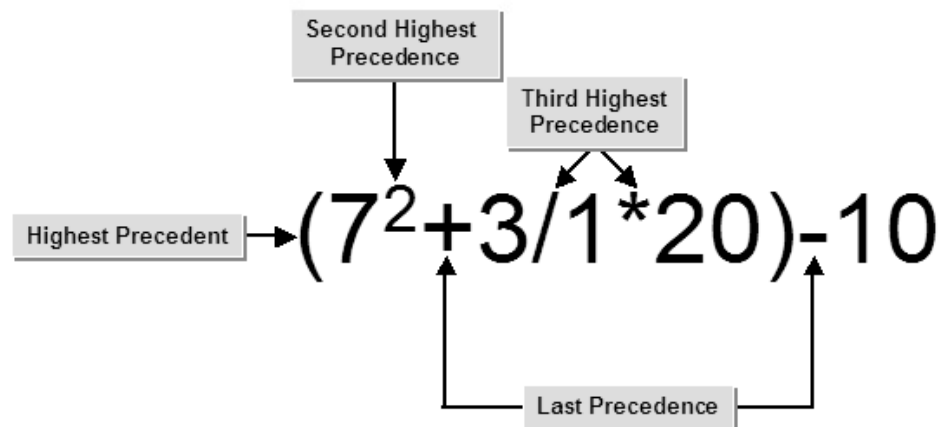 Second Highest
Precedence
Third Highest
Precedence
Highest Precedent
(7²+3/1*20)-10
Last Precedence